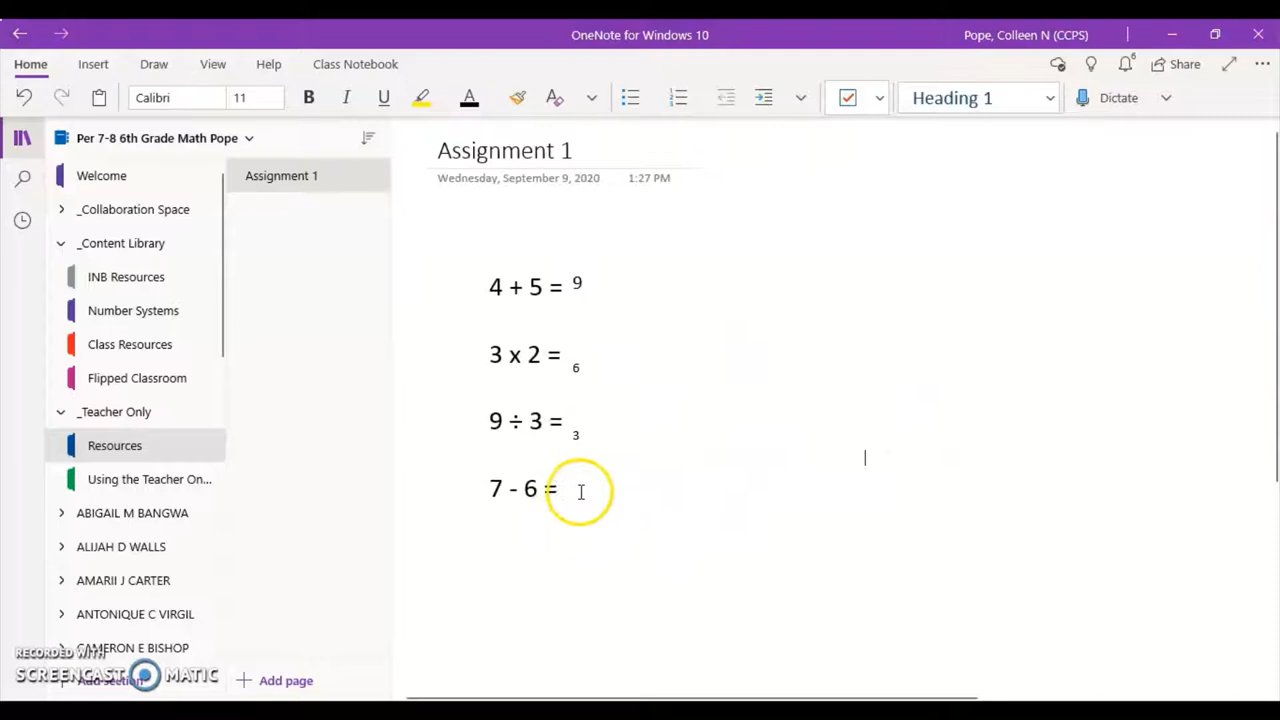 OneNote for Windows 10
Pope, Colleen N (CCPS)
Home Insert Draw View Help Class Notebook
6
Share
Calibri 11 B I U A Heading 1 Dictate
Per 7-8 6th Grade Math Pope
Welcome
_Collaboration Space
_Content Library
INB Resources
Number Systems
Class Resources
Flipped Classroom
_Teacher Only
Resources
Using the Teacher On...
ABIGAIL M BANGWA
ALIJAH D WALLS
AMARII J CARTER
ANTONIQUE C VIRGIL
CAMERON E BISHOP
Add section
RECORDED WITH
SCREENCAST MATIC
Assignment 1
Add page
Assignment 1
Wednesday, September 9, 2020 1:27 PM
4 + 5 = 9
3 x 2 = 6
9 ÷ 3 = 3
7 - 6 =